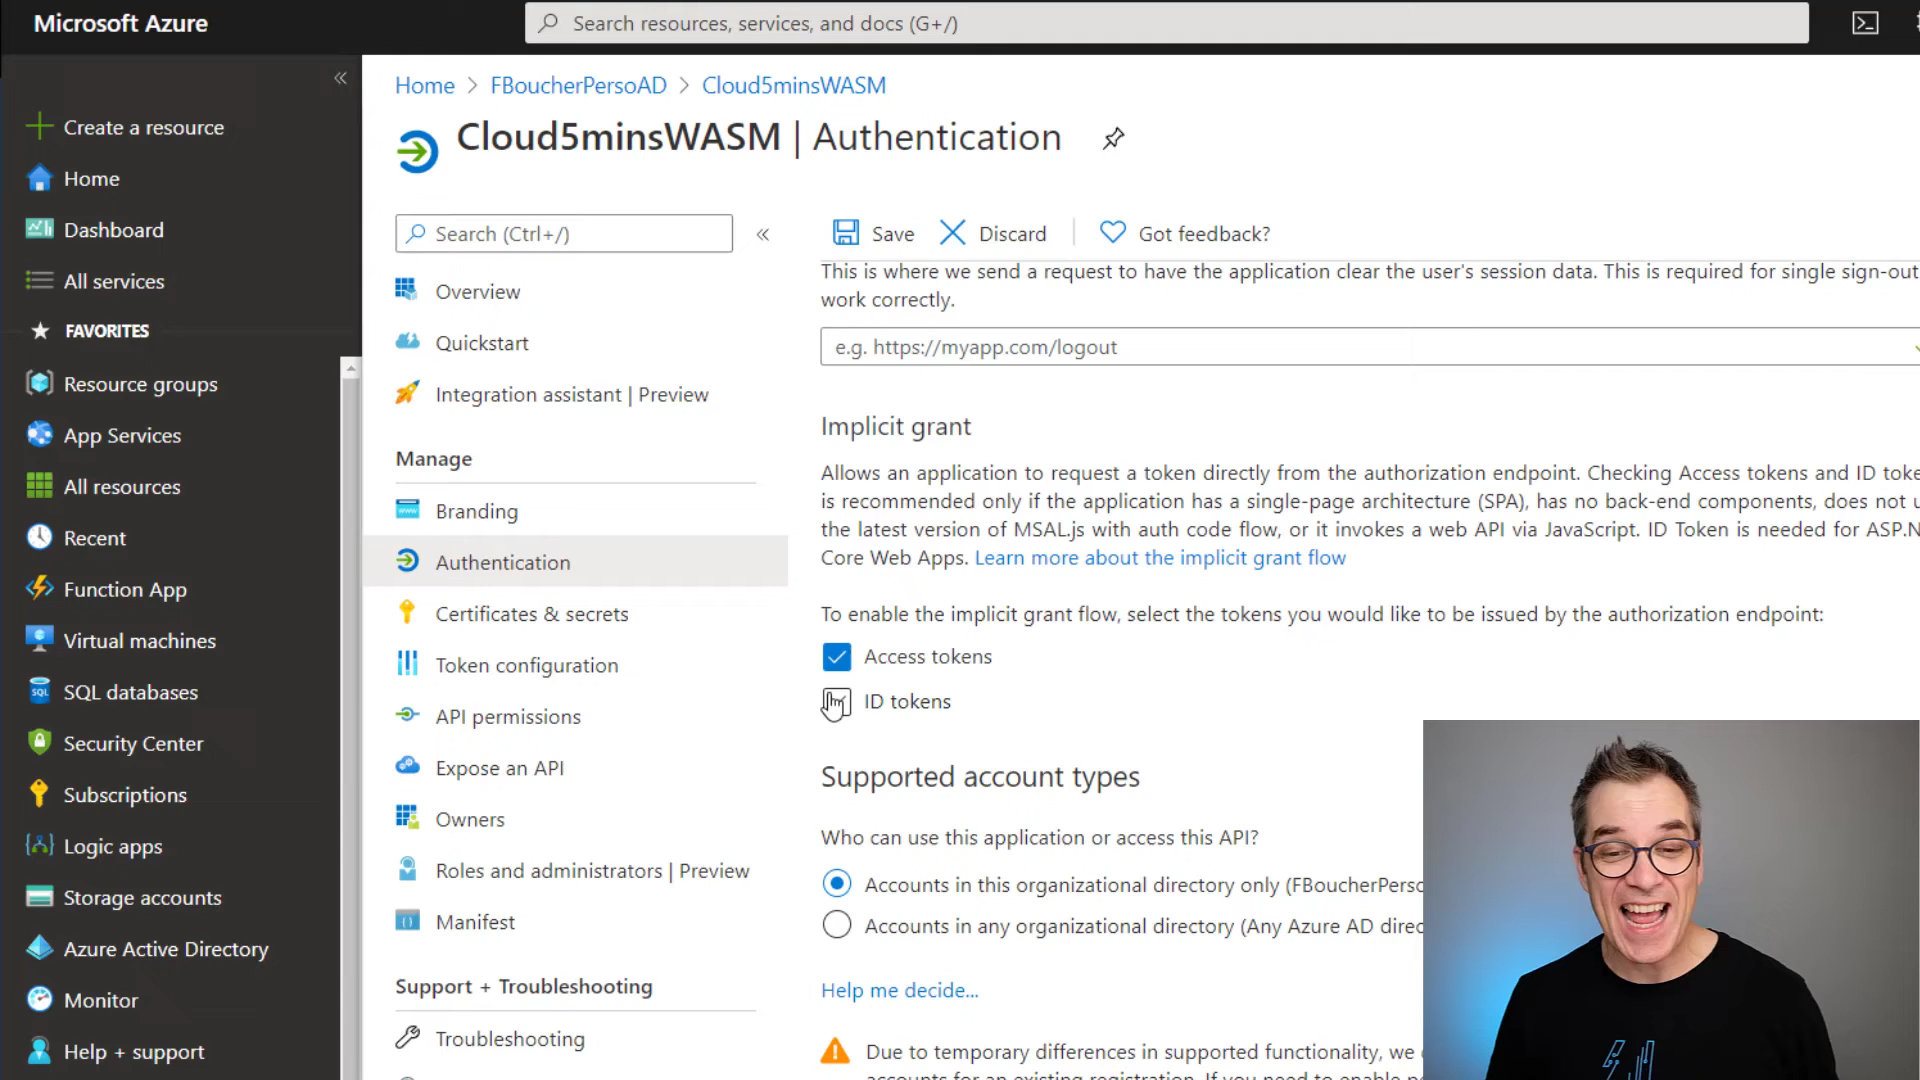 Microsoft Azure
Search resources, services, and docs (G+/)
Create a resource
Home
Dashboard
All services
FAVORITES
Resource groups
App Services
All resources
Recent
Function App
Virtual machines
SQL databases
Security Center
Subscriptions
Logic apps
Storage accounts
Azure Active Directory
Monitor
Help + support
Home > FBoucherPersoAD > Cloud5minsWASM
Cloud5minsWASM | Authentication
Search (Ctrl+/)
Overview
Quickstart
Integration assistant | Preview
Manage
Branding
Authentication
Certificates & secrets
Token configuration
API permissions
Expose an API
Owners
Roles and administrators | Preview
Manifest
Support + Troubleshooting
Troubleshooting
Save Discard Got feedback?
This is where we send a request to have the application clear the user's session data. This is required for single sign-out
work correctly.
e.g. https://myapp.com/logout
Implicit grant
Allows an application to request a token directly from the authorization endpoint. Checking Access tokens and ID toke
is recommended only if the application has a single-page architecture (SPA), has no back-end components, does not u
the latest version of MSAL.js with auth code flow, or it invokes a web API via JavaScript. ID Token is needed for ASP.N
Core Web Apps. Learn more about the implicit grant flow
To enable the implicit grant flow, select the tokens you would like to be issued by the authorization endpoint:
Access tokens
ID tokens
Supported account types
Who can use this application or access this API?
Accounts in this organizational directory only (FBoucherPerso
Accounts in any organizational directory (Any Azure AD direc
Help me decide...
Due to temporary differences in supported functionality, we